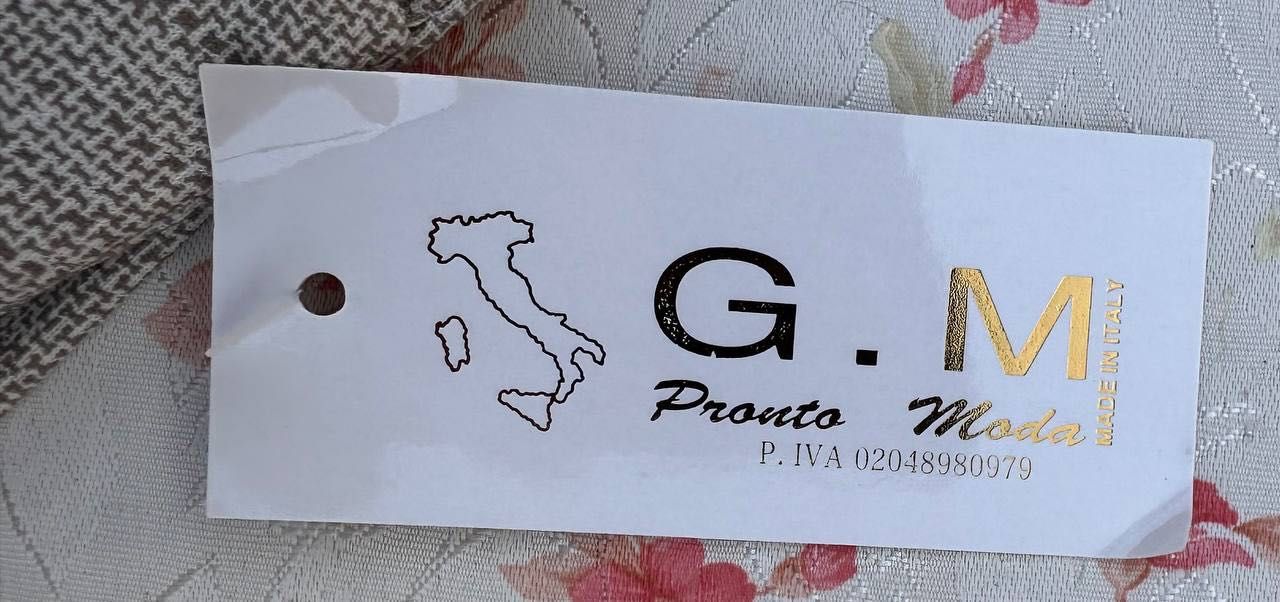 G . M
MADE IN ITALY
Pronto Moda
P. IVA 02048980979